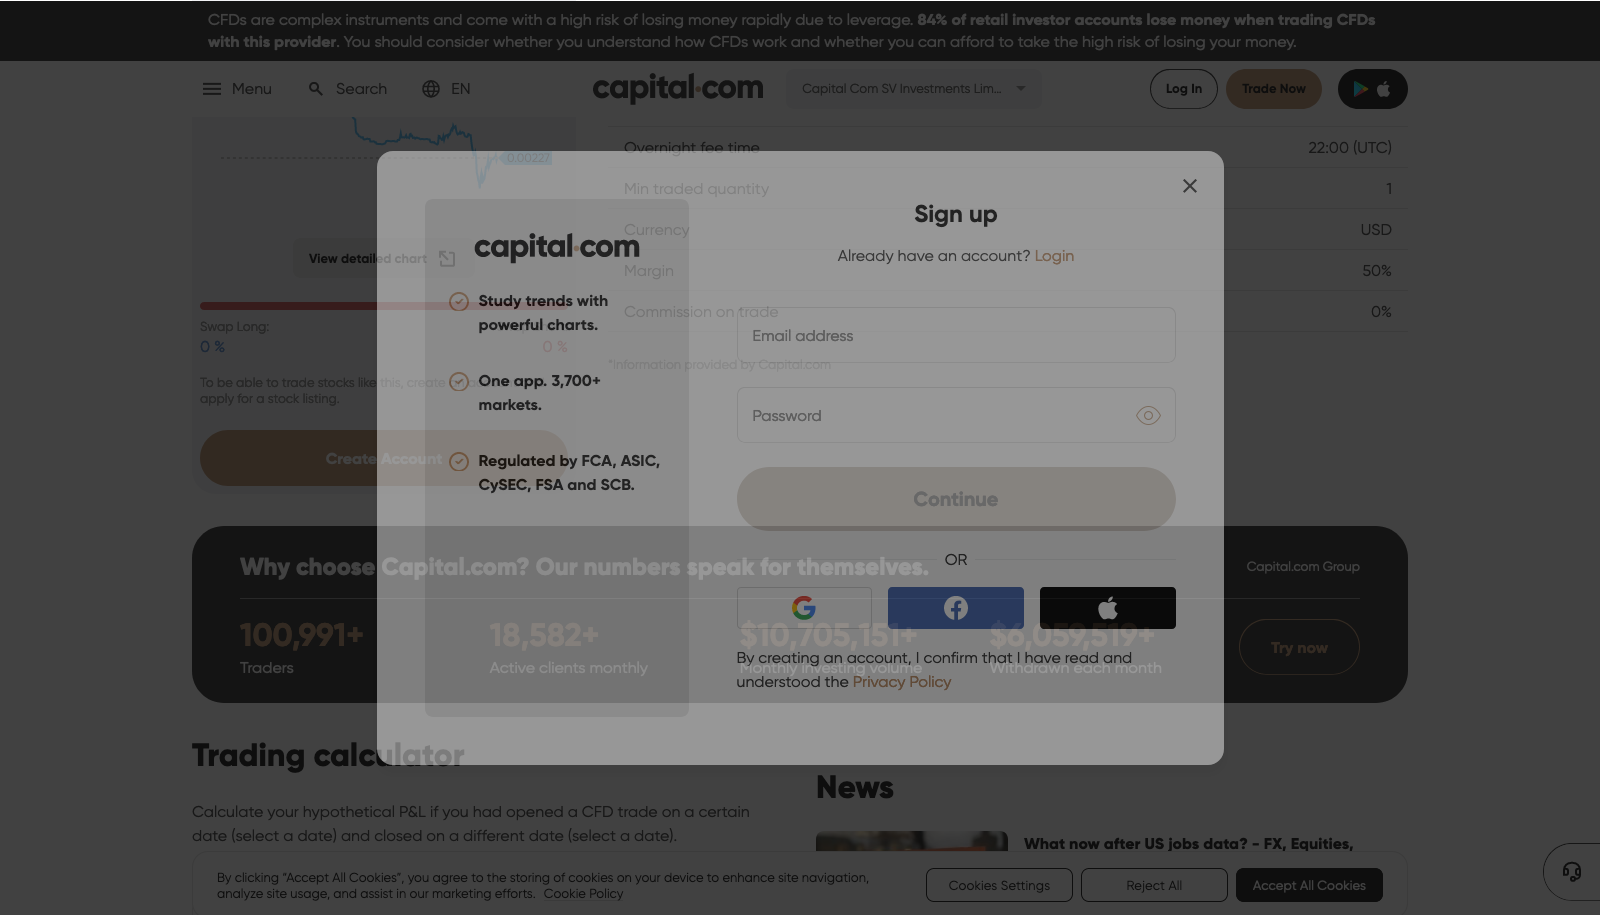 CFDs are complex instruments and come with a high risk of losing money rapidly due to leverage. 84% of retail investor accounts lose money when trading CFDs
with this provider. You should consider whether you understand how CFDs work and whether you can afford to take the high risk of losing your money.
Menu
Search
EN
capital.com
Capital Com SV Investments Lim...
Log In
Trade Now
0.00227
View detailed chart
Swap Long:
0 %
0 %
To be able to trade stocks like this, create
apply for a stock listing.
Create Account
Overnight fee time
22:00 (UTC)
Min traded quantity
1
Currency
USD
Margin
50%
Commission on trade
0%
*Information provided by Capital.com
capital.com
Study trends with
powerful charts.
One app. 3,700+
markets.
Regulated by FCA, ASIC,
CySEC, FSA and SCB.
Sign up
Already have an account? Login
Email address
Password
Continue
OR
By creating an account, I confirm that I have read and
understood the Privacy Policy
Why choose Capital.com? Our numbers speak for themselves.
Capital.com Group
100,991+
Traders
18,582+
Active clients monthly
$10,705,151+
Monthly investing volume
$6,059,519+
Withdrawn each month
Try now
Trading calculator
Calculate your hypothetical P&L if you had opened a CFD trade on a certain
date (select a date) and closed on a different date (select a date).
News
What now after US jobs data? - FX, Equities,
By clicking “Accept All Cookies”, you agree to the storing of cookies on your device to enhance site navigation,
analyze site usage, and assist in our marketing efforts. Cookie Policy
Cookies Settings
Reject All
Accept All Cookies